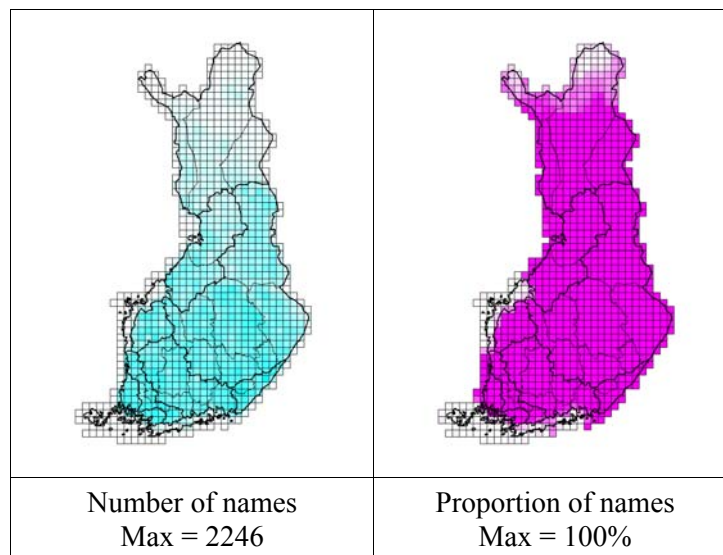 Number of names
Max = 2246
Proportion of names
Max = 100%